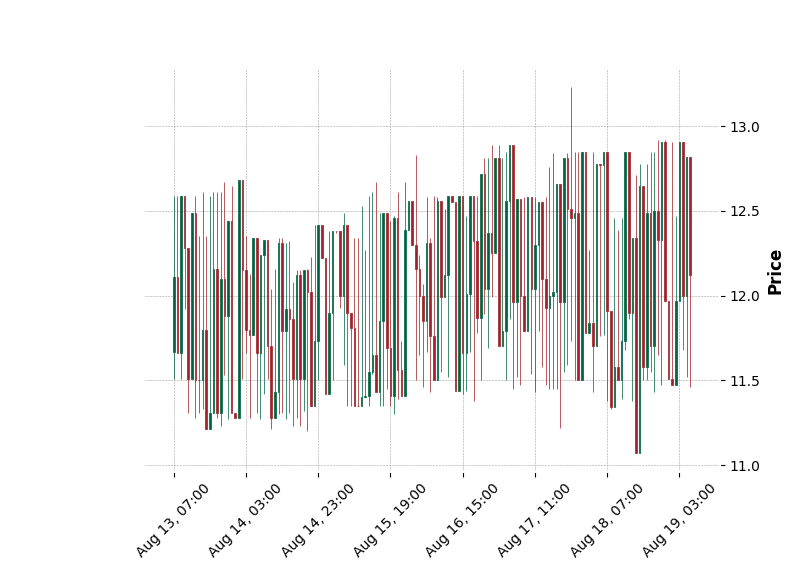 13.0
12.5
12.0
11.5
11.0
Price
Aug 13, 07:00
Aug 14, 03:00
Aug 14, 23:00
Aug 15, 19:00
Aug 16, 15:00
Aug 17, 11:00
Aug 18, 07:00
Aug 19, 03:00